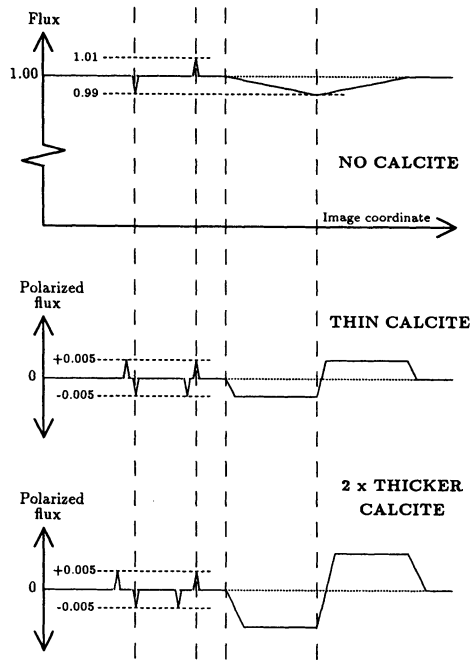 Flux
1.01
1.00
0.99
NO CALCITE
Image coordinate
Polarized
flux
THIN CALCITE
+0.005
0
-0.005
2 x THICKER
CALCITE
Polarized
flux
+0.005
0
-0.005